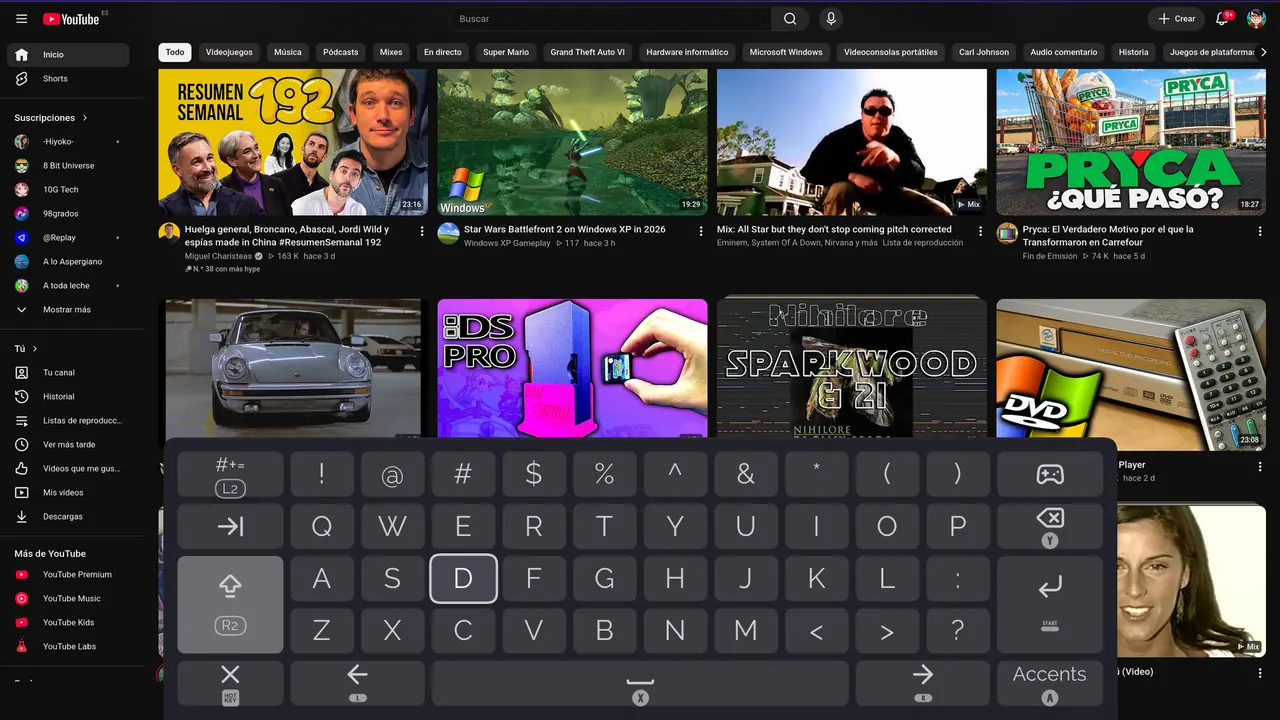 YouTube ES
Buscar
Crear
9+
Inicio
Shorts
Suscripciones
-Hiyoko-
8 Bit Universe
10G Tech
98grados
@Replay
A lo Aspergiano
A toda leche
Mostrar más
Tú
Tu canal
Historial
Listas de reproducc...
Ver más tarde
Vídeos que me gus...
Mis vídeos
Descargas
Más de YouTube
YouTube Premium
YouTube Music
YouTube Kids
YouTube Labs
Todo
Videojuegos
Música
Pódcasts
Mixes
En directo
Super Mario
Grand Theft Auto VI
Hardware informático
Microsoft Windows
Videoconsolas portátiles
Carl Johnson
Audio comentario
Historia
Juegos de plataformas
RESUMEN
SEMANAL 192
23:16
Huelga general, Broncano, Abascal, Jordi Wild y
espías made in China #ResumenSemanal 192
Miguel Charisteas
163 K hace 3 d
N.º 38 con más hype
Windows XP
19:29
Star Wars Battlefront 2 on Windows XP in 2026
Windows XP Gameplay 117 hace 3 h
Mix
Mix: All Star but they don't stop coming pitch corrected
Eminem, System Of A Down, Nirvana y más Lista de reproducción
PRYCA
PRYCA
PRYCA
PRYCA
¿QUÉ PASÓ?
18:27
Pryca: El Verdadero Motivo por el que la
Transformaron en Carrefour
Fin de Emisión 74 K hace 5 d
DS
PRO
Nihilore
SPARKWOOD
& 21
NIHILORE
DVD
23:08
Player
hace 2 d
Mix
ú (Video)
#+=
L2
! @ # $ % ^ & * ( )
Q W E R T Y U I O P
Y
A S D F G H J K L :
R2
START
Z X C V B N M < > ?
HOT
KEY
L
X
R
Accents
A